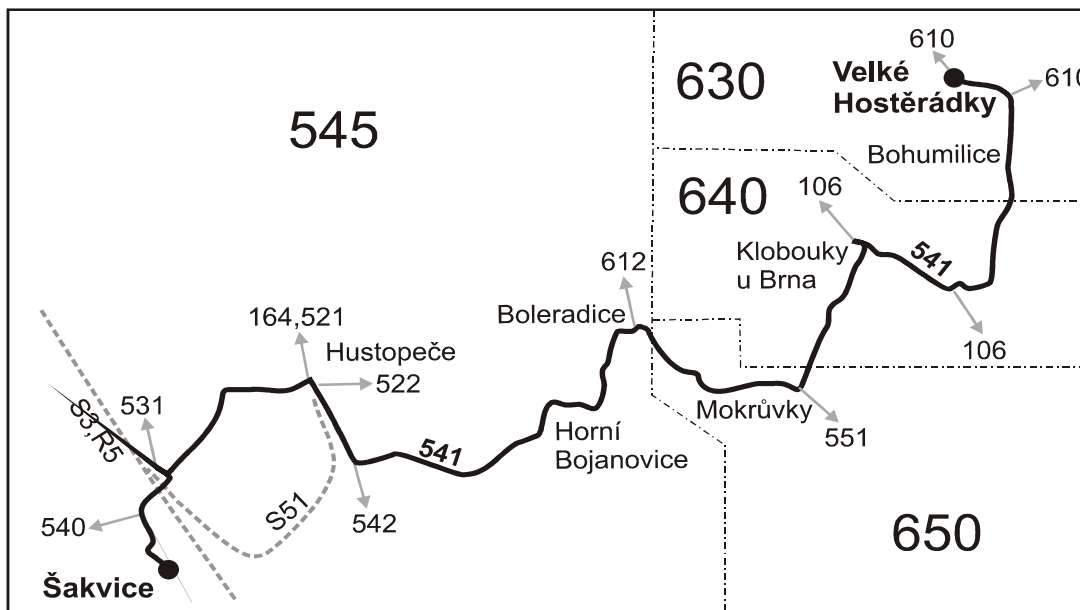 610
630
Velké
Hostěrádky
610
545
Bohumilice
640
106
Klobouky
u Brna
541
612
Boleradice
164,521
Hustopeče
106
522
531
Mokrůvky
S3,R5
551
541
Horní
Bojanovice
S51
542
540
650
Šakvice